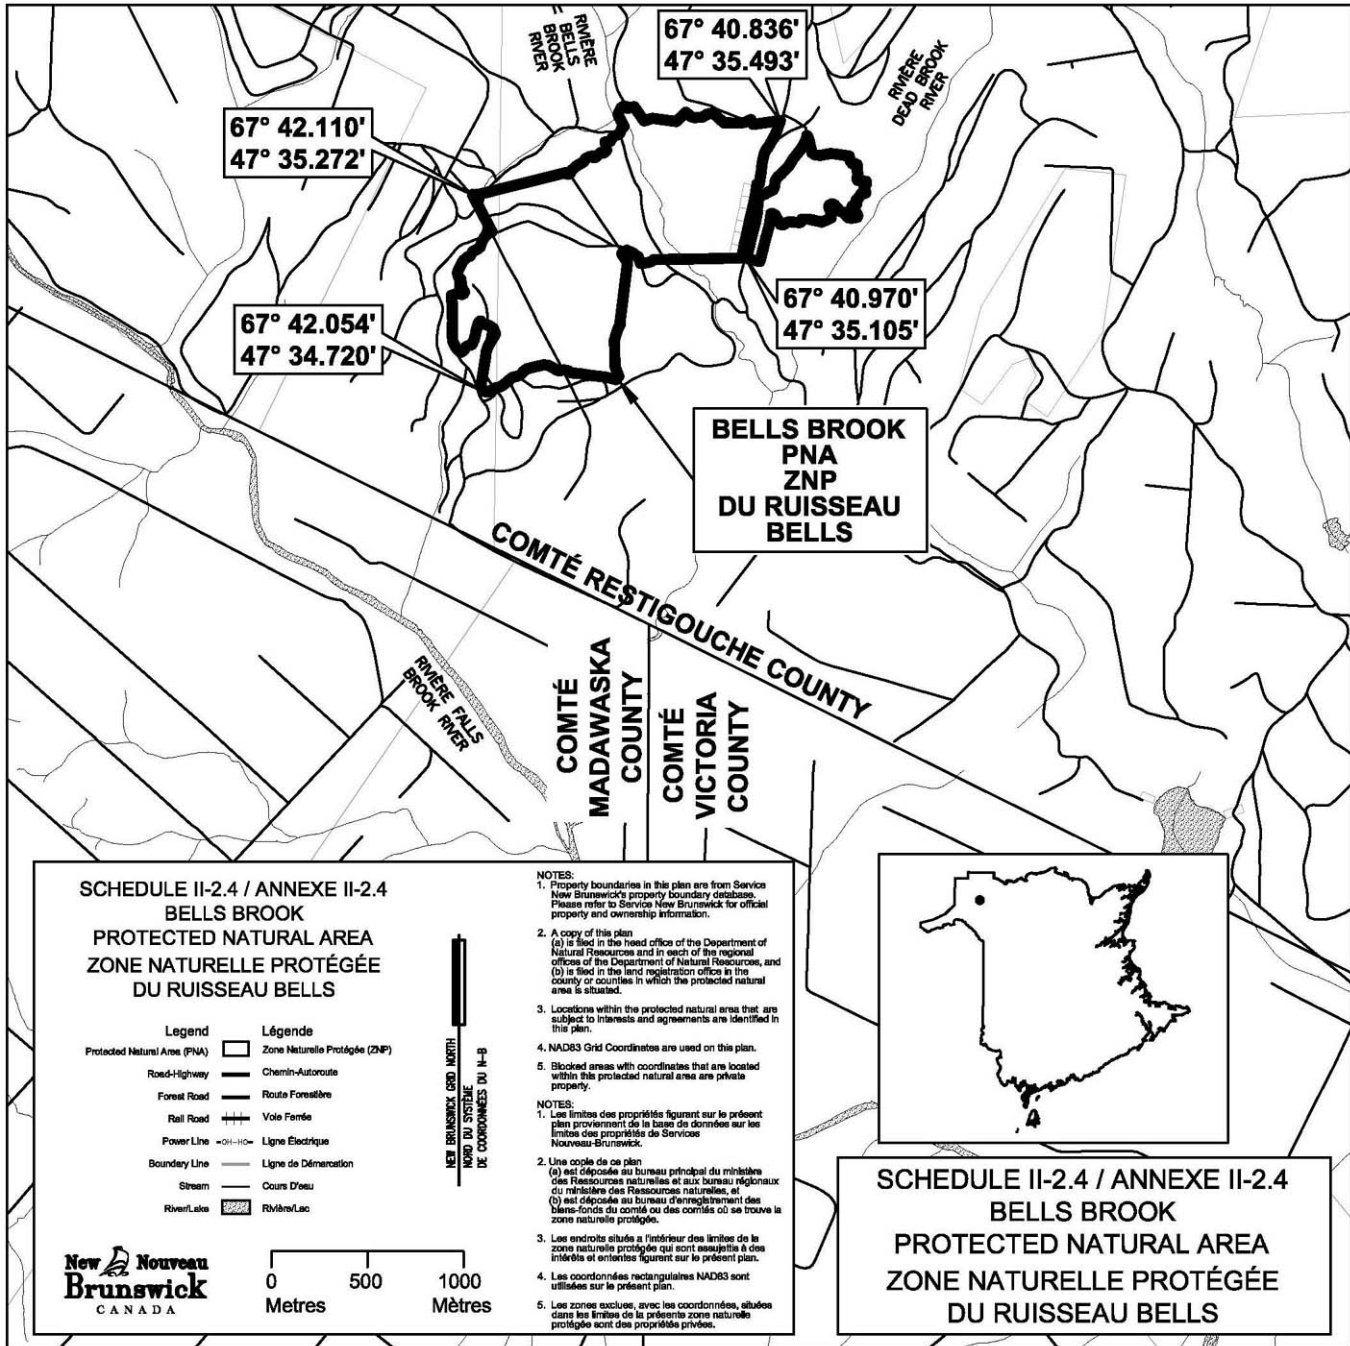 RIVIÈRE
BELLS
BROOK
RIVER
67° 40.836'
47° 35.493'
RIVIÈRE
DEAD BROOK
RIVER
67° 42.110'
47° 35.272'
67° 42.054'
47° 34.720'
67° 40.970'
47° 35.105'
BELLS BROOK
PNA
ZNP
DU RUISSEAU
BELLS
COMTÉ RESTIGOUCHE COUNTY
RIVIÈRE FALLS
BROOK RIVER
COMTÉ
MADAWASKA
COUNTY
COMTÉ
VICTORIA
COUNTY
SCHEDULE II-2.4 / ANNEXE II-2.4
BELLS BROOK
PROTECTED NATURAL AREA
ZONE NATURELLE PROTÉGÉE
DU RUISSEAU BELLS
Legend Légende
Protected Natural Area (PNA) Zone Naturelle Protégée (ZNP)
Road-Highway Chemin-Autoroute
Forest Road Route Forestière
Rail Road Voie Ferrée
Power Line -OH-HO- Ligne Électrique
Boundary Line Ligne de Démarcation
Stream Cours D'eau
River/Lake Rivière/Lac
NEW BRUNSWICK GRID NORTH
NORD DU SYSTÈME
DE COORDONNÉES DU N-B
New Nouveau
Brunswick
CANADA
0 500 1000
Metres Mètres
NOTES:
1. Property boundaries in this plan are from Service
New Brunswick's property boundary database.
Please refer to Service New Brunswick for official
property and ownership information.
2. A copy of this plan
(a) is filed in the head office of the Department of
Natural Resources and in each of the regional
offices of the Department of Natural Resources, and
(b) is filed in the land registration office in the
county or counties in which the protected natural
area is situated.
3. Locations within the protected natural area that are
subject to interests and agreements are identified in
this plan.
4. NAD83 Grid Coordinates are used on this plan.
5. Blocked areas with coordinates that are located
within this protected natural area are private
property.
NOTES:
1. Les limites des propriétés figurant sur le présent
plan proviennent de la base de données sur les
limites des propriétés de Services
Nouveau-Brunswick.
2. Une copie de ce plan
(a) est déposée au bureau principal du ministère
des Ressources naturelles et aux bureau régionaux
du ministère des Ressources naturelles, et
(b) est déposée au bureau d'enregistrement des
biens-fonds du comté ou des comtés où se trouve la
zone naturelle protégée.
3. Les endroits situés a l'intérieur des limites de la
zone naturelle protégée qui sont assujettis à des
intérêts et ententes figurent sur le présent plan.
4. Les coordonnées rectangulaires NAD83 sont
utilisées sur le présent plan.
5. Les zones exclues, avec les coordonnées, situées
dans les limites de la présente zone naturelle
protégée sont des propriétés privées.
SCHEDULE II-2.4 / ANNEXE II-2.4
BELLS BROOK
PROTECTED NATURAL AREA
ZONE NATURELLE PROTÉGÉE
DU RUISSEAU BELLS